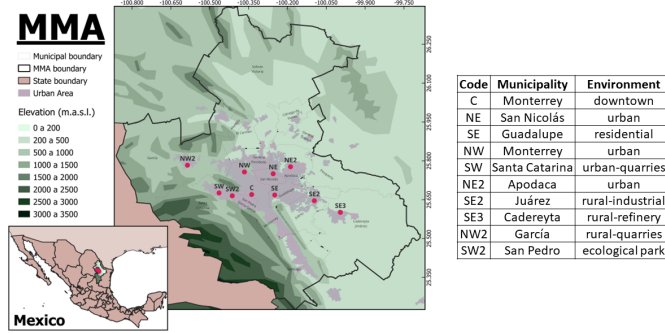 MMA
Municipal boundary
MMA boundary
State boundary
Urban Area
Elevation (m.a.s.l.)
0 a 200
200 a 500
500 a 1000
1000 a 1500
1500 a 2000
2000 a 2500
2500 a 3000
3000 a 3500
-100.800 -100.650 -100.500 -100.350 -100.200 -100.050 -99.900 -99.750
26.250
26.100
25.950
25.800
25.650
25.500
25.350
NW2
NW
NE
NE2
SW
SW2
C
SE
SE2
SE3
Mexico
Code Municipality Environment
C Monterrey downtown
NE San Nicolás urban
SE Guadalupe residential
NW Monterrey urban
SW Santa Catarina urban-quarries
NE2 Apodaca urban
SE2 Juárez rural-industrial
SE3 Cadereyta rural-refinery
NW2 García rural-quarries
SW2 San Pedro ecological park